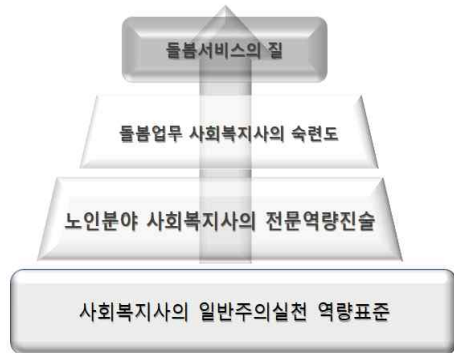 돌봄서비스의 질
돌봄업무 사회복지사의 숙련도
노인분야 사회복지사의 전문역량진술
사회복지사의 일반주의실천 역량표준